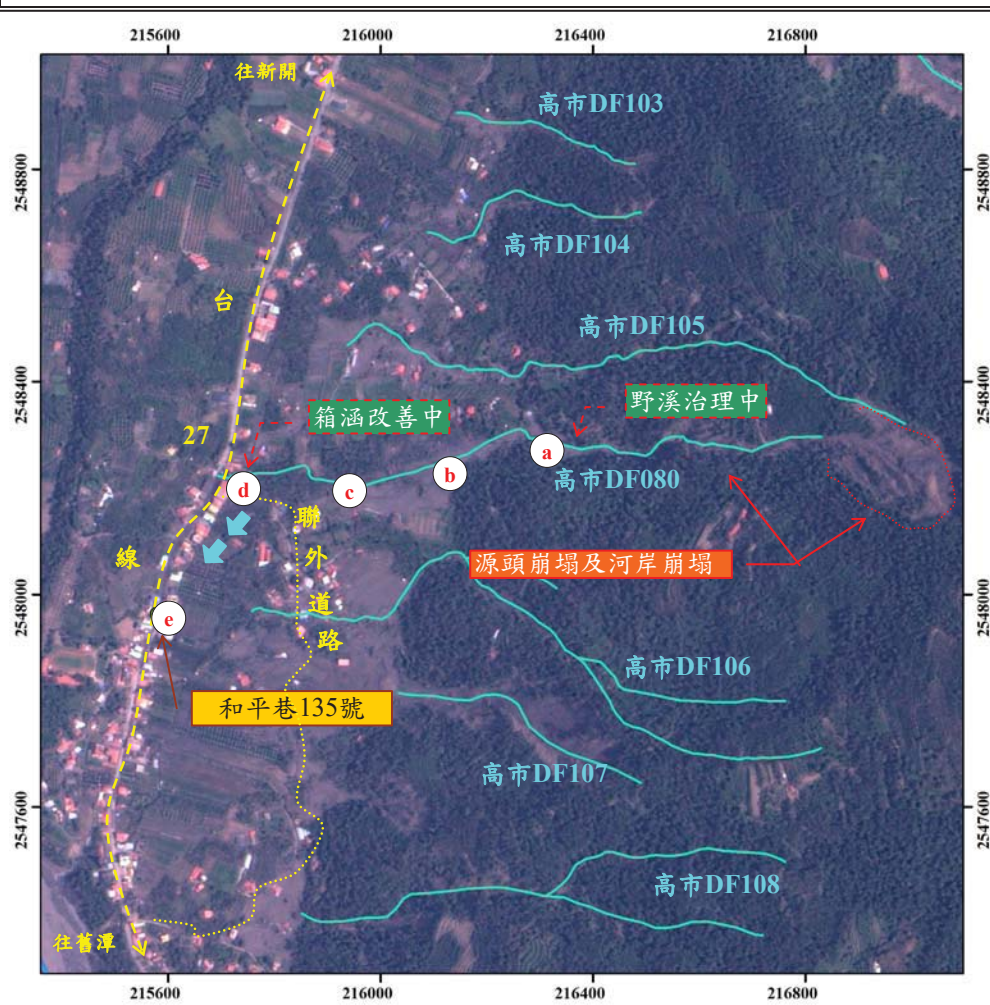 215600
216000
216400
216800
往新開
高市DF103
2548800
2548800
高市DF104
台
高市DF105
2548400
2548400
野溪治理中
箱涵改善中
27
a
b
高市DF080
c
d
聯
外
道
路
線
源頭崩塌及河岸崩塌
2548000
2548000
e
高市DF106
和平巷135號
高市DF107
2547600
2547600
高市DF108
往舊潭
215600
216000
216400
216800